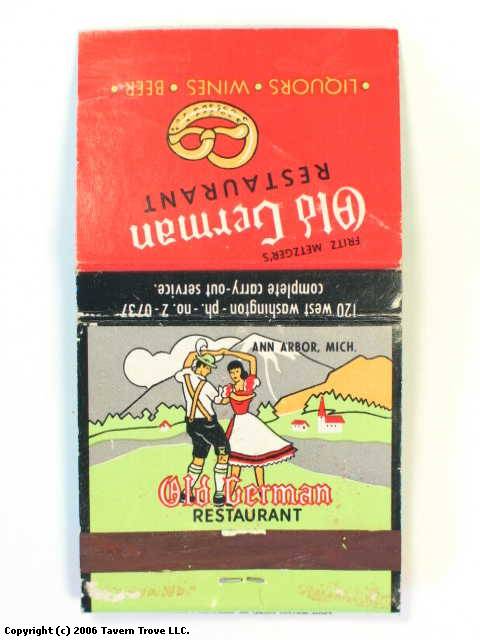 FRITZ METZGER'S
Old German
RESTAURANT
• LIQUORS • WINES • BEER •
120 west washington - ph. - no. 2 - 0737
complete carry-out service.
ANN ARBOR, MICH.
Old German
RESTAURANT
Copyright (c) 2006 Tavern Trove LLC.